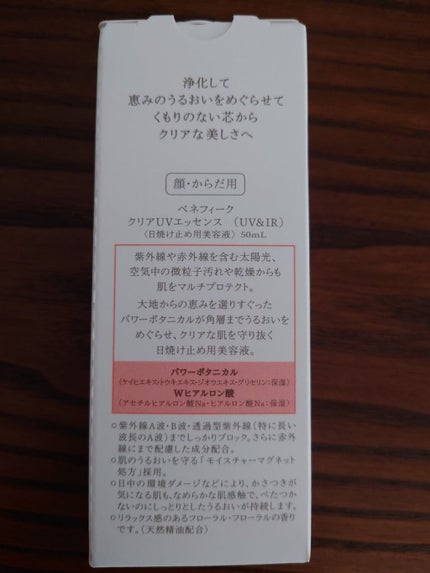 浄化して
恵みのうるおいをめぐらせて
くもりのない芯から
クリアな美しさへ
顔・からだ用
ベネフィーク
クリアUVエッセンス （UV&IR）
〈日焼け止め用美容液〉 50mL
紫外線や赤外線を含む太陽光、
空気中の微粒子汚れや乾燥からも
肌をマルチプロテクト。
大地からの恵みを選りすぐった
パワーボタニカルが角層までうるおいを
めぐらせ、クリアな肌を守り抜く
日焼け止め用美容液。
パワーボタニカル
（ケイヒエキス・トウキエキス・ジオウエキス・グリセリン：保湿）
Wヒアルロン酸
（アセチルヒアルロン酸Na・ヒアルロン酸Na：保湿）
○紫外線A波・B波・透過型紫外線（特に長い
波長のA波）までしっかりブロック。さらに赤外
線にまで配慮した成分配合。
○肌のうるおいを守る「モイスチャーマグネット
処方」採用。
○日中の環境ダメージなどにより、かさつきが
気になる肌も、なめらかな肌感触で、べたつか
ないのにしっとりとしたうるおいが持続します。
○リラックス感のあるフローラル・フローラルの香り
です。（天然精油配合）